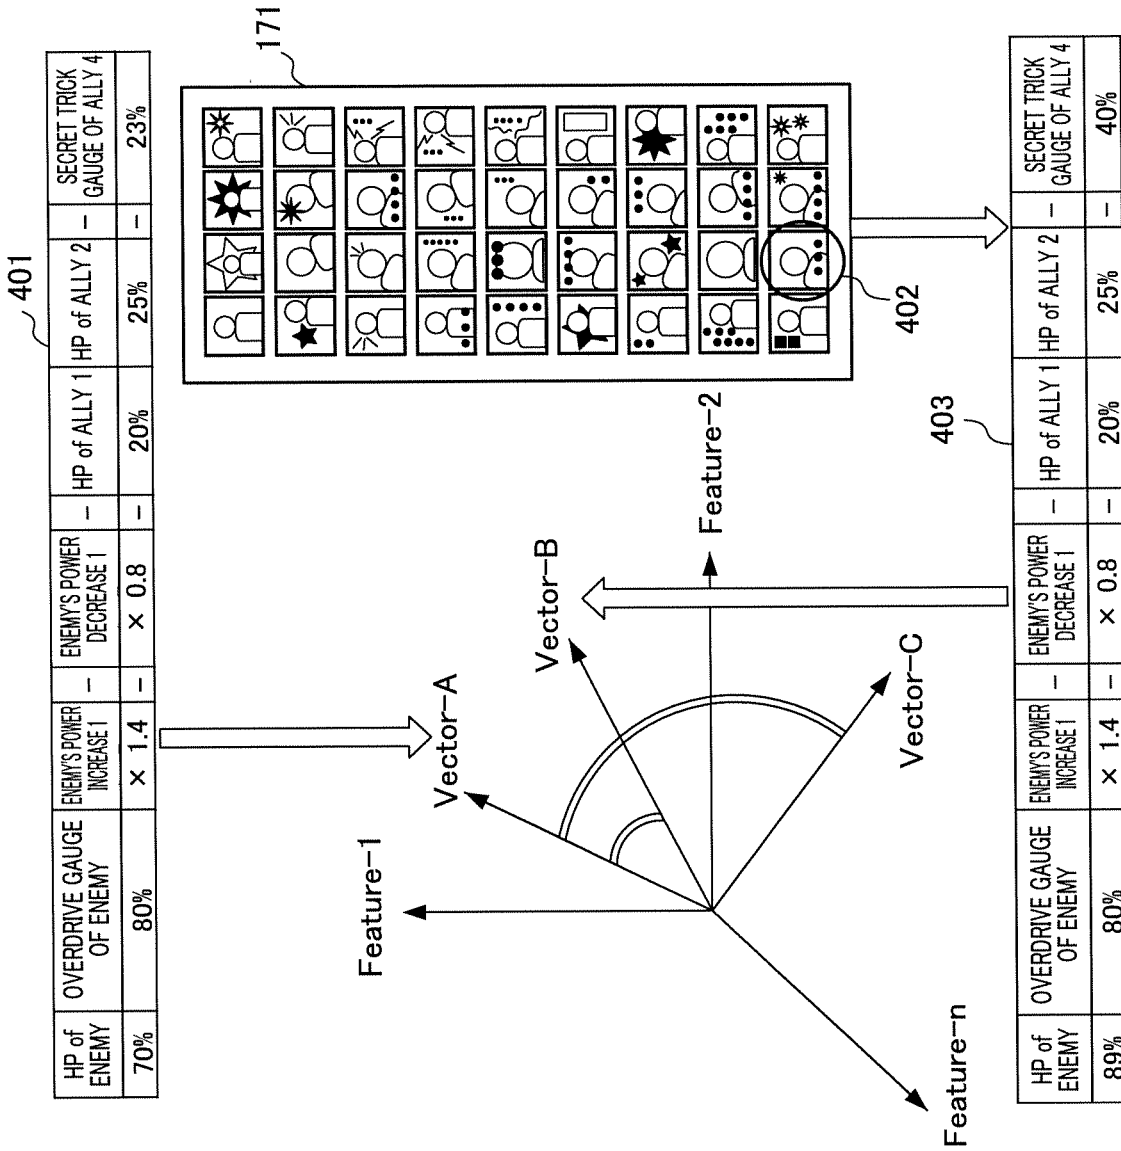 401
HP of
ENEMY
OVERDRIVE GAUGE
OF ENEMY
ENEMY'S POWER
INCREASE1
–
ENEMY'S POWER
DECREASE 1
–
HP of ALLY 1
HP of ALLY 2
–
SECRET TRICK
GAUGE OF ALLY 4
70%
80%
× 1.4
–
× 0.8
–
20%
25%
–
23%
171
402
Feature-1
Vector-A
Vector-B
Feature-2
Vector-C
Feature-n
403
HP of
ENEMY
OVERDRIVE GAUGE
OF ENEMY
ENEMY'S POWER
INCREASE1
–
ENEMY'S POWER
DECREASE 1
–
HP of ALLY 1
HP of ALLY 2
–
SECRET TRICK
GAUGE OF ALLY 4
89%
80%
× 1.4
–
× 0.8
–
20%
25%
–
40%